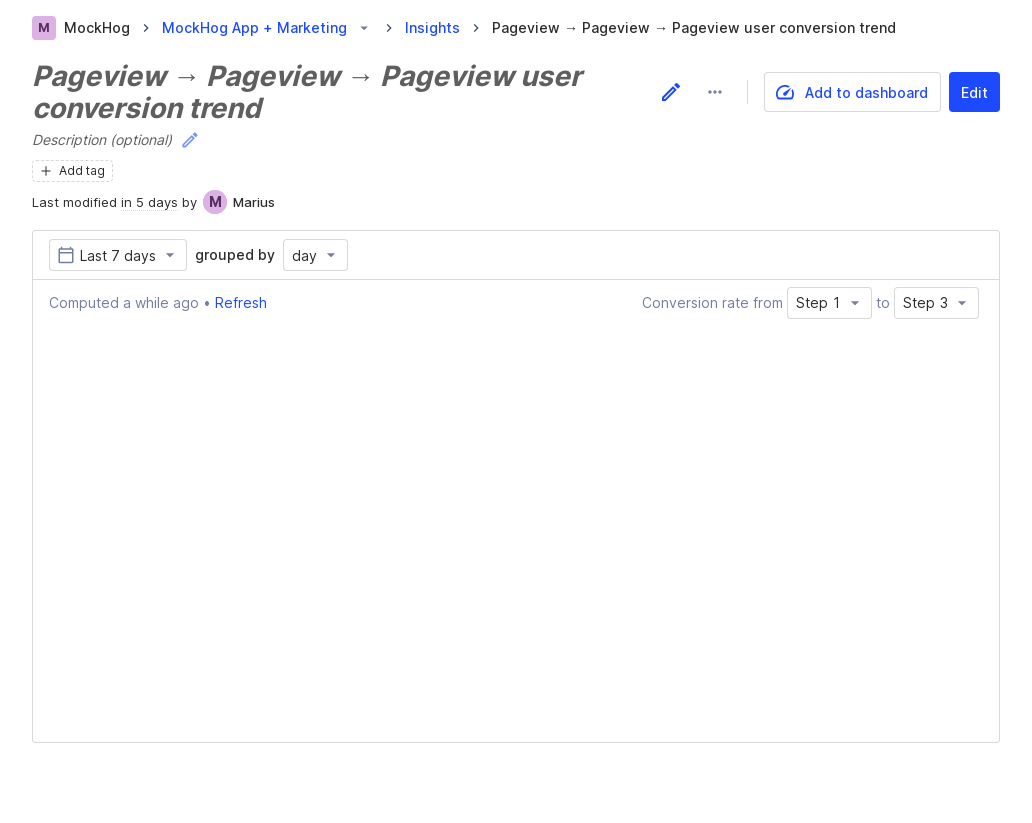 M MockHog > MockHog App + Marketing > Insights > Pageview → Pageview → Pageview user conversion trend
Pageview → Pageview → Pageview user
conversion trend
Add to dashboard
Edit
Description (optional)
+ Add tag
Last modified in 5 days by M Marius
Last 7 days grouped by day
Computed a while ago • Refresh
Conversion rate from Step 1 to Step 3